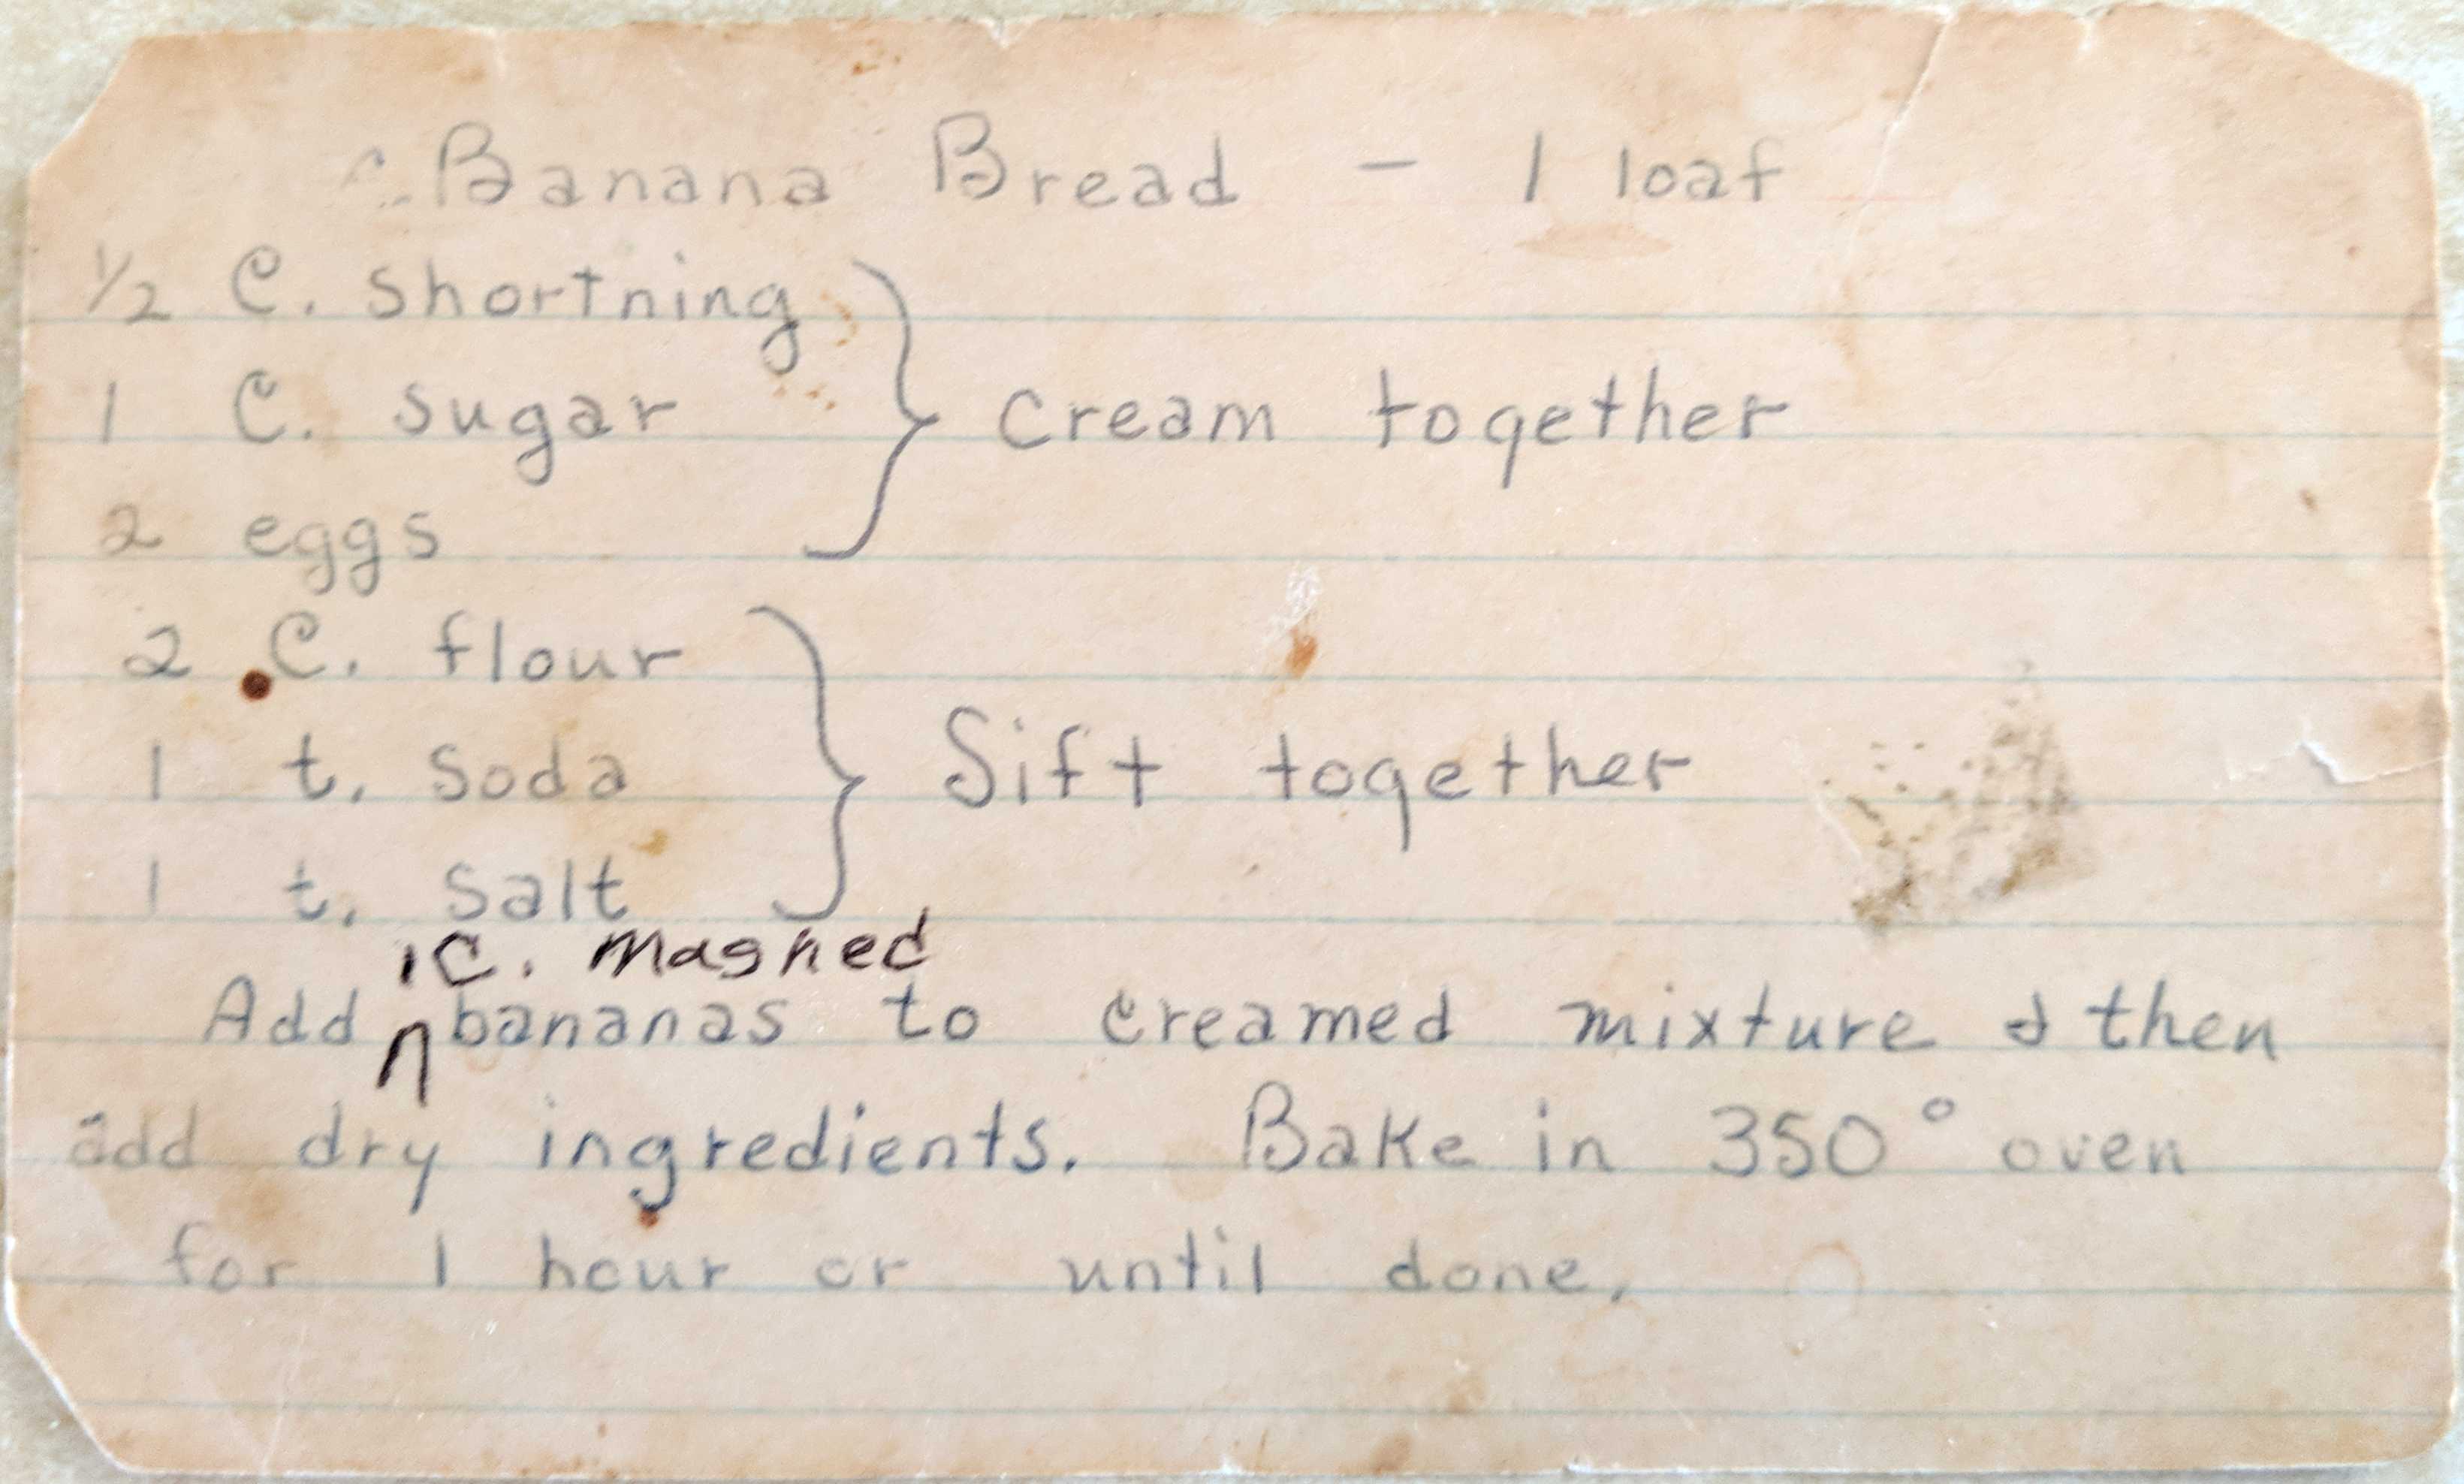 Banana Bread - 1 loaf
½ C. shortning
1 C. sugar
2 eggs
cream together
2 C. flour
1 t. soda
1 t. salt
Sift together
1 C. Mashed
Add bananas to creamed mixture & then
add dry ingredients. Bake in 350° oven
for 1 hour or until done.